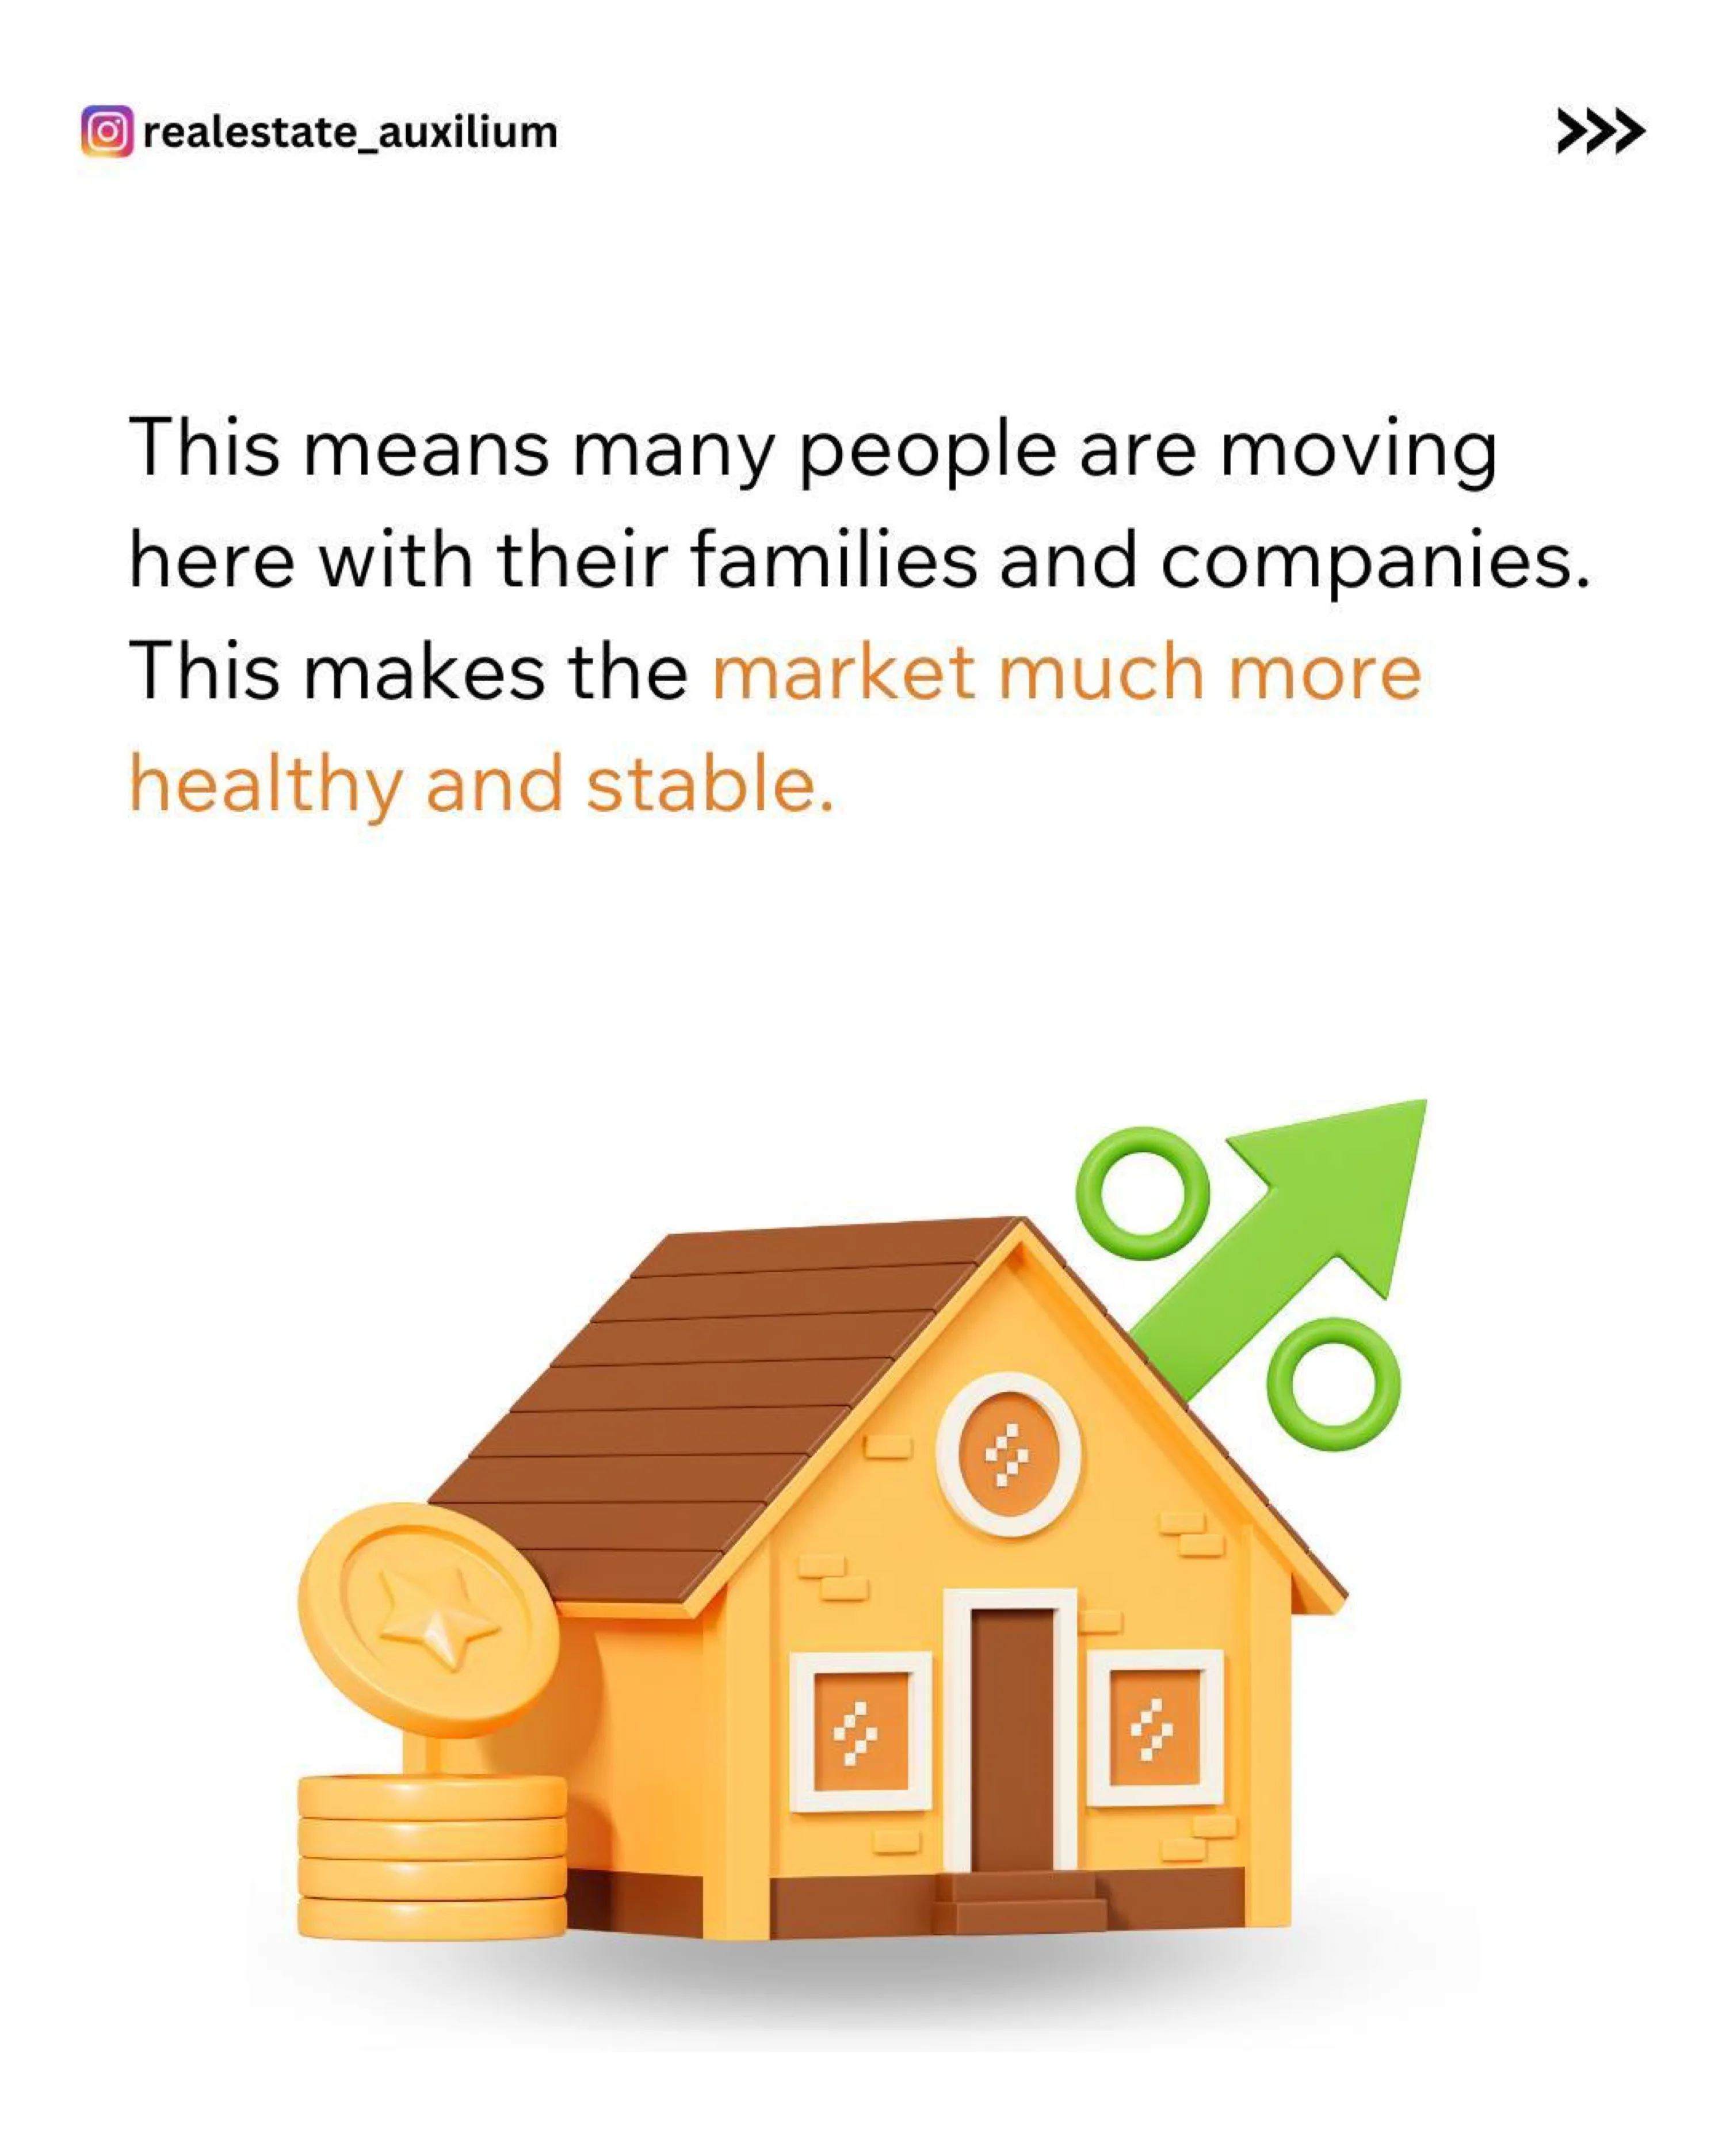 realestate_auxilium
This means many people are moving
here with their families and companies.
This makes the market much more
healthy and stable.